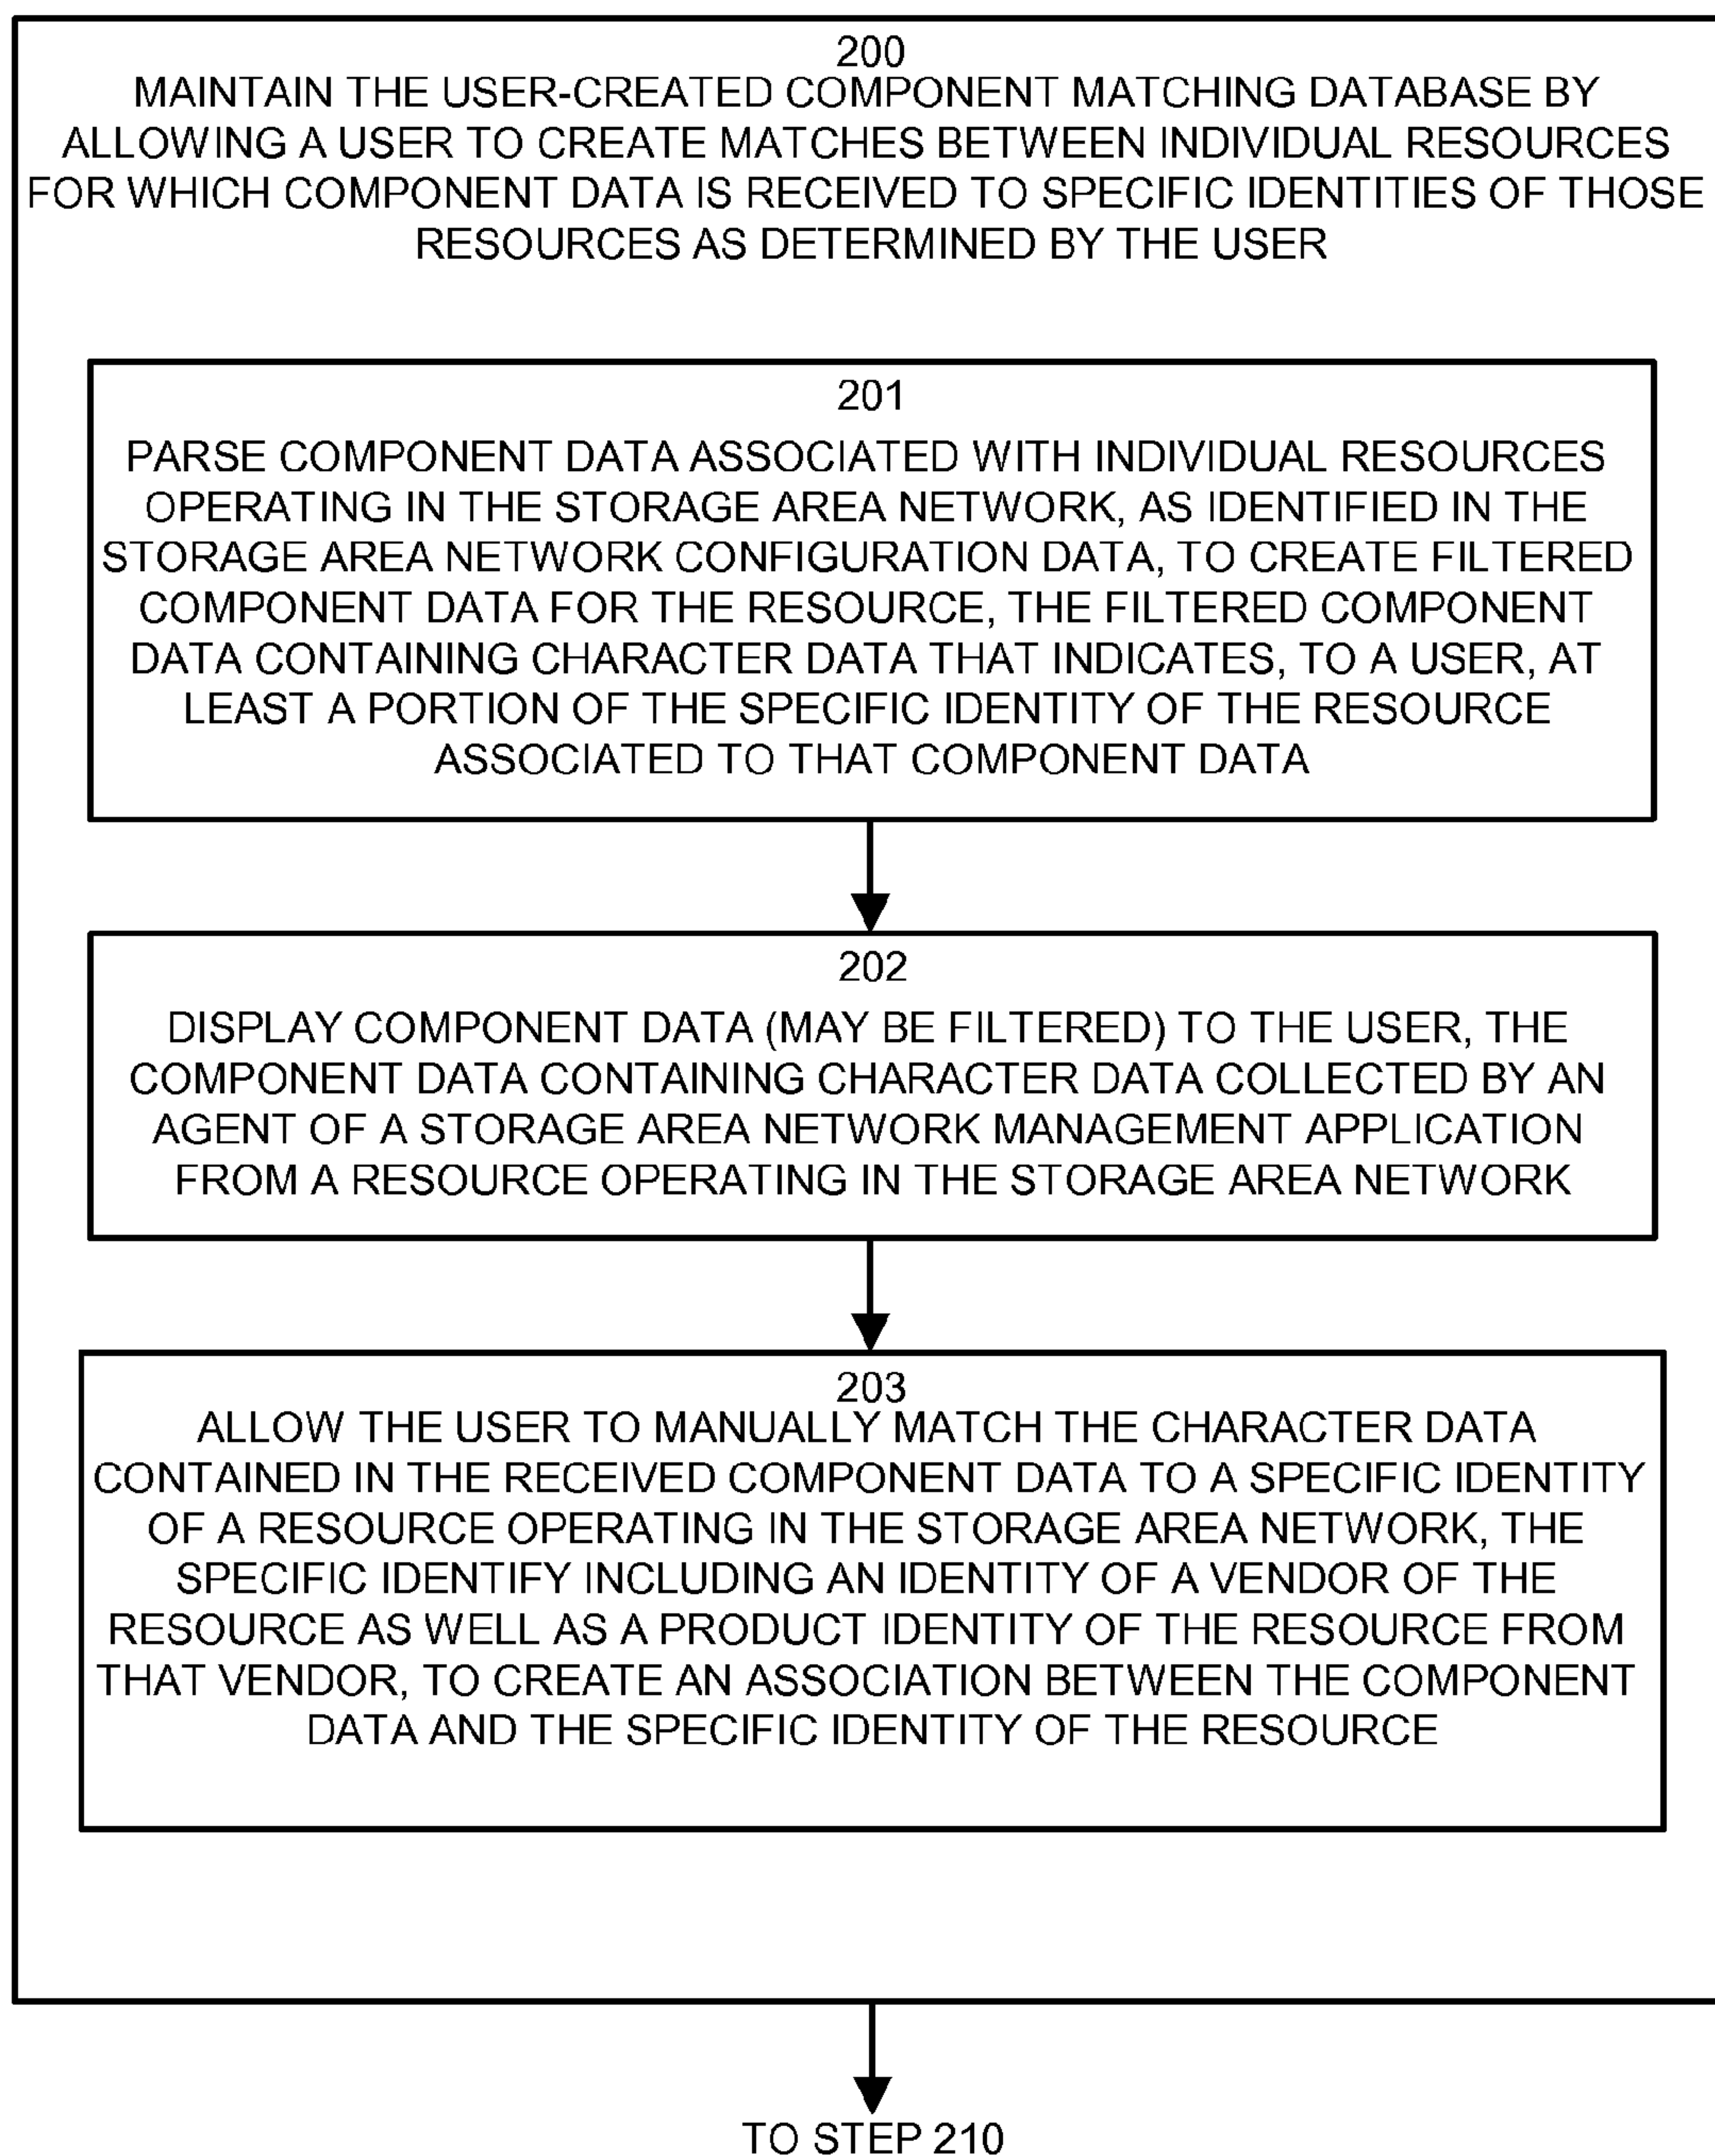 200
MAINTAIN THE USER-CREATED COMPONENT MATCHING DATABASE BY
ALLOWING A USER TO CREATE MATCHES BETWEEN INDIVIDUAL RESOURCES
FOR WHICH COMPONENT DATA IS RECEIVED TO SPECIFIC IDENTITIES OF THOSE
RESOURCES AS DETERMINED BY THE USER
201
PARSE COMPONENT DATA ASSOCIATED WITH INDIVIDUAL RESOURCES
OPERATING IN THE STORAGE AREA NETWORK, AS IDENTIFIED IN THE
STORAGE AREA NETWORK CONFIGURATION DATA, TO CREATE FILTERED
COMPONENT DATA FOR THE RESOURCE, THE FILTERED COMPONENT
DATA CONTAINING CHARACTER DATA THAT INDICATES, TO A USER, AT
LEAST A PORTION OF THE SPECIFIC IDENTITY OF THE RESOURCE
ASSOCIATED TO THAT COMPONENT DATA
202
DISPLAY COMPONENT DATA (MAY BE FILTERED) TO THE USER, THE
COMPONENT DATA CONTAINING CHARACTER DATA COLLECTED BY AN
AGENT OF A STORAGE AREA NETWORK MANAGEMENT APPLICATION
FROM A RESOURCE OPERATING IN THE STORAGE AREA NETWORK
203
ALLOW THE USER TO MANUALLY MATCH THE CHARACTER DATA
CONTAINED IN THE RECEIVED COMPONENT DATA TO A SPECIFIC IDENTITY
OF A RESOURCE OPERATING IN THE STORAGE AREA NETWORK, THE
SPECIFIC IDENTIFY INCLUDING AN IDENTITY OF A VENDOR OF THE
RESOURCE AS WELL AS A PRODUCT IDENTITY OF THE RESOURCE FROM
THAT VENDOR, TO CREATE AN ASSOCIATION BETWEEN THE COMPONENT
DATA AND THE SPECIFIC IDENTITY OF THE RESOURCE
TO STEP 210